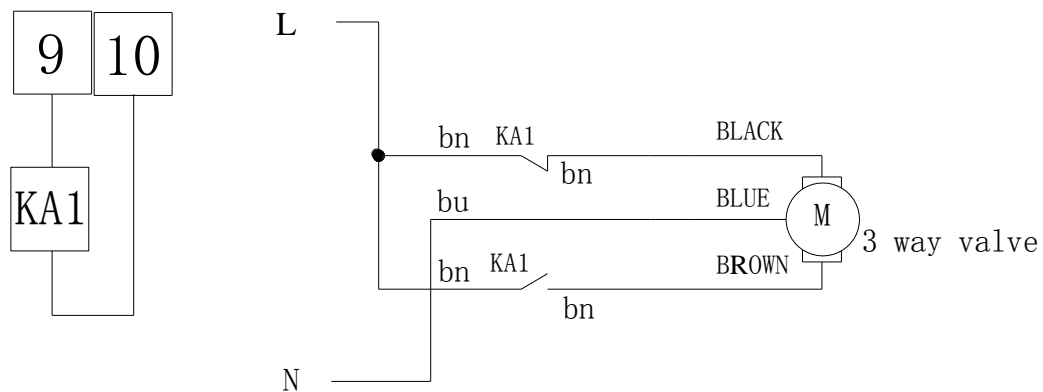 9 10
KA1
L
bn KA1 BLACK
bn
bu BLUE
M
3 way valve
bn KA1 BROWN
bn
N